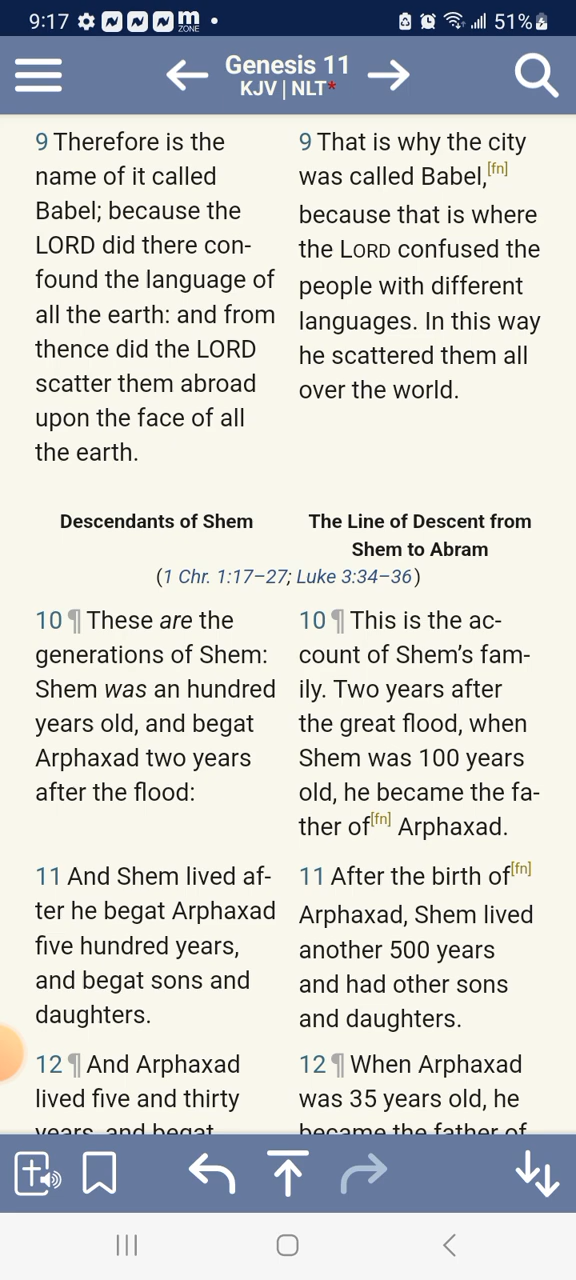 9:17
m
ZONE
51%
Genesis 11
KJV | NLT*
9 Therefore is the
name of it called
Babel; because the
LORD did there con-
found the language of
all the earth: and from
thence did the LORD
scatter them abroad
upon the face of all
the earth.
9 That is why the city
was called Babel,[fn]
because that is where
the LORD confused the
people with different
languages. In this way
he scattered them all
over the world.
Descendants of Shem
The Line of Descent from
Shem to Abram
(1 Chr. 1:17–27; Luke 3:34–36)
10 ¶ These are the
generations of Shem:
Shem was an hundred
years old, and begat
Arphaxad two years
after the flood:
10 ¶ This is the ac-
count of Shem’s fam-
ily. Two years after
the great flood, when
Shem was 100 years
old, he became the fa-
ther of[fn] Arphaxad.
11 And Shem lived af-
ter he begat Arphaxad
five hundred years,
and begat sons and
daughters.
11 After the birth of[fn]
Arphaxad, Shem lived
another 500 years
and had other sons
and daughters.
12 ¶ And Arphaxad
lived five and thirty
years, and begat
12 ¶ When Arphaxad
was 35 years old, he
became the father of